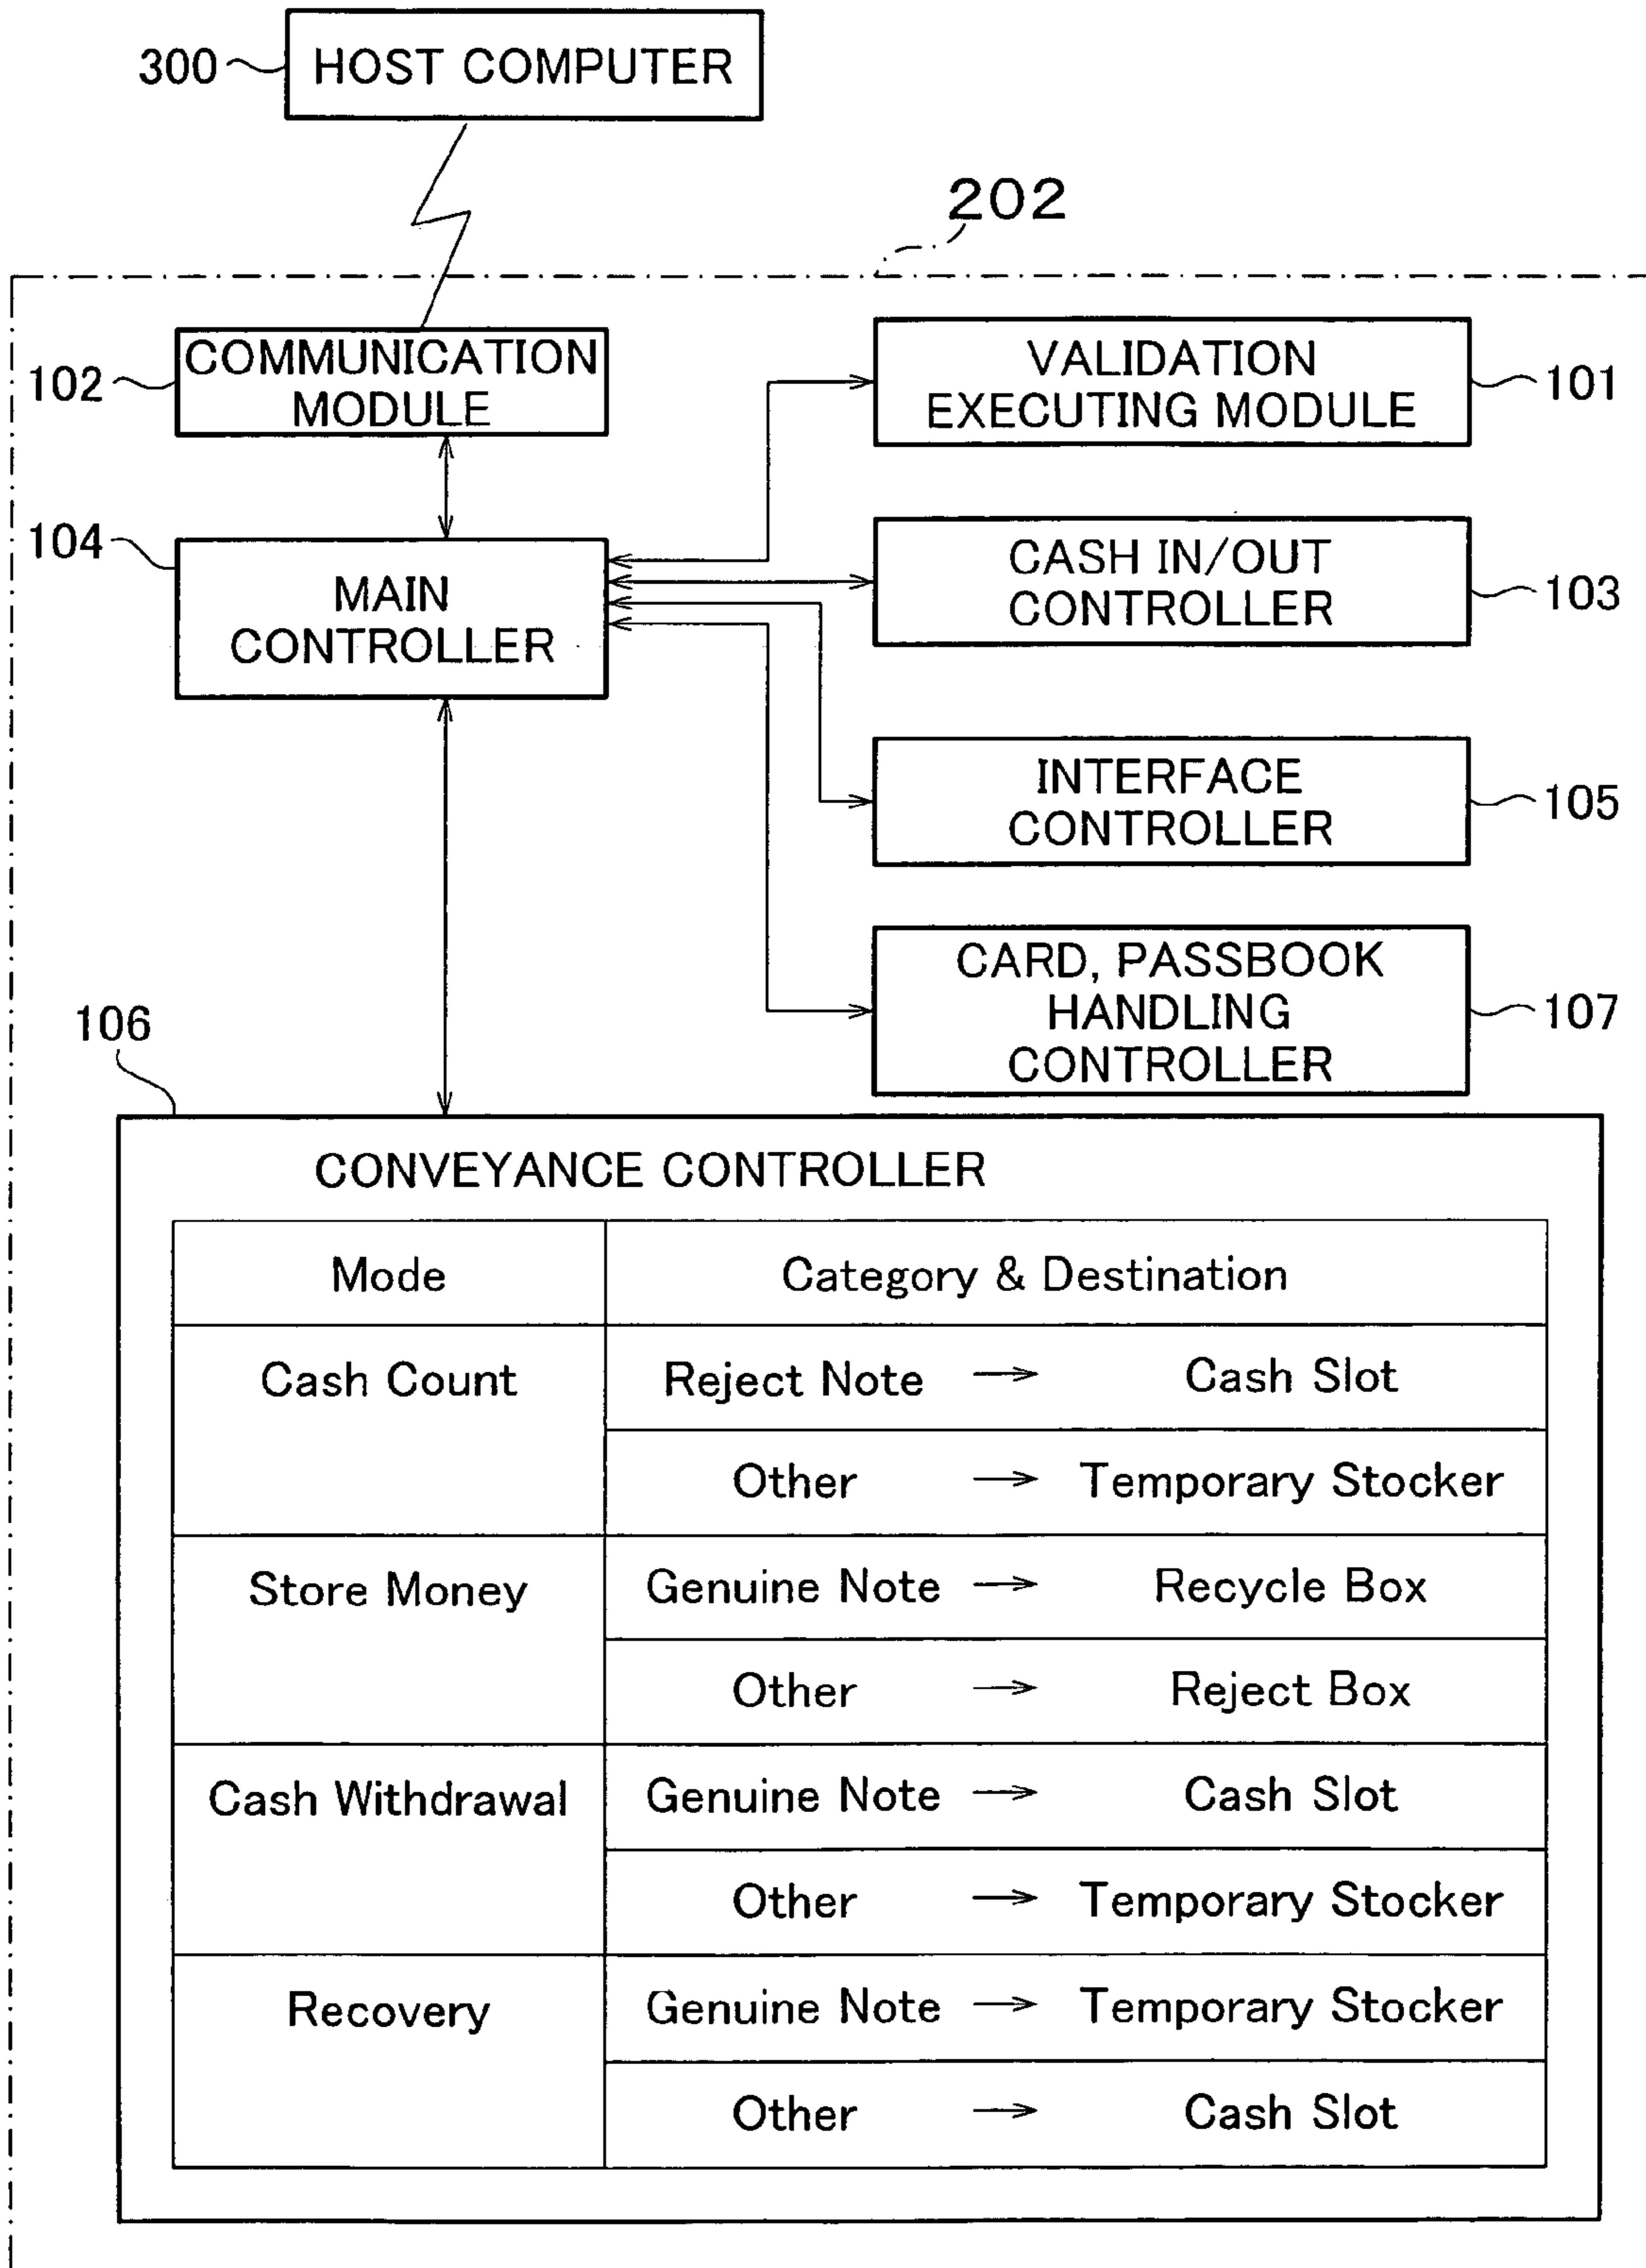 300 HOST COMPUTER
202
COMMUNICATION
MODULE
102
VALIDATION
EXECUTING MODULE
101
104
MAIN
CONTROLLER
CASH IN/OUT
CONTROLLER
103
INTERFACE
CONTROLLER
105
CARD, PASSBOOK
HANDLING
CONTROLLER
107
106
CONVEYANCE CONTROLLER
Mode Category & Destination
Cash Count Reject Note → Cash Slot
Other → Temporary Stocker
Store Money Genuine Note → Recycle Box
Other → Reject Box
Cash Withdrawal Genuine Note → Cash Slot
Other → Temporary Stocker
Recovery Genuine Note → Temporary Stocker
Other → Cash Slot